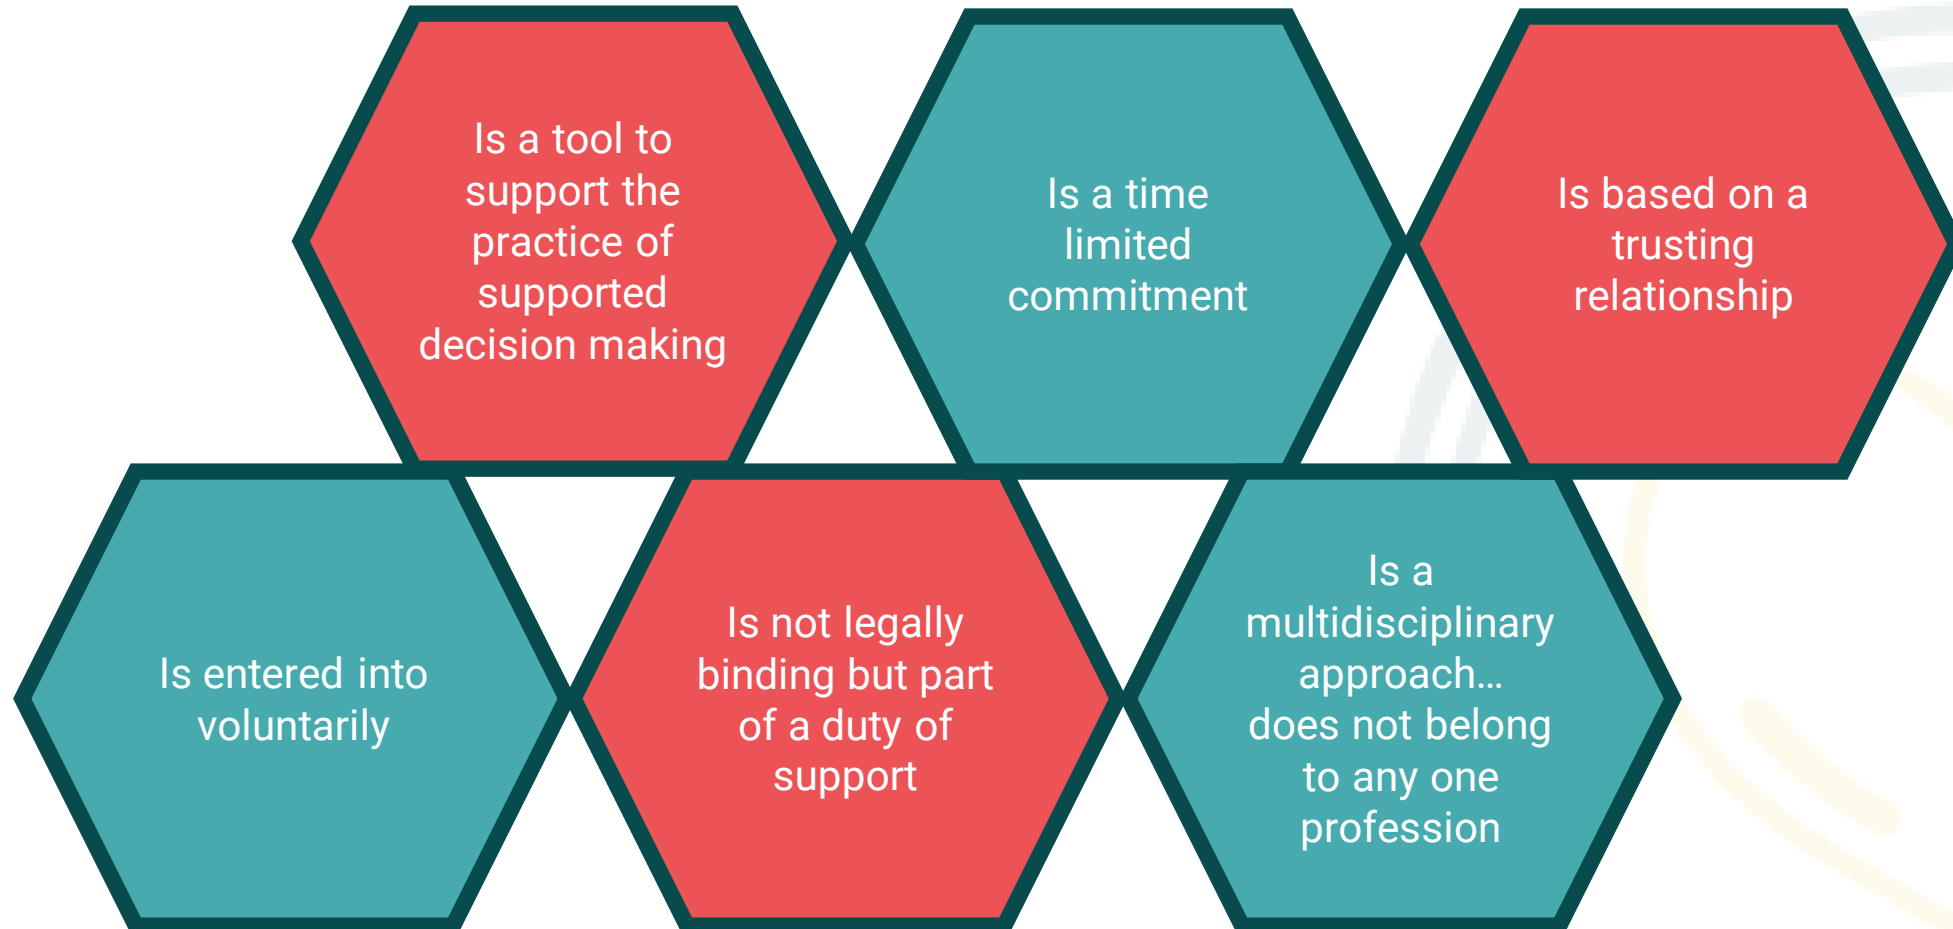 Is a tool to
support the
practice of
supported
decision making
Is a time
limited
commitment
Is based on a
trusting
relationship
Is entered into
voluntarily
Is not legally
binding but part
of a duty of
support
Is a
multidisciplinary
approach…
does not belong
to any one
profession